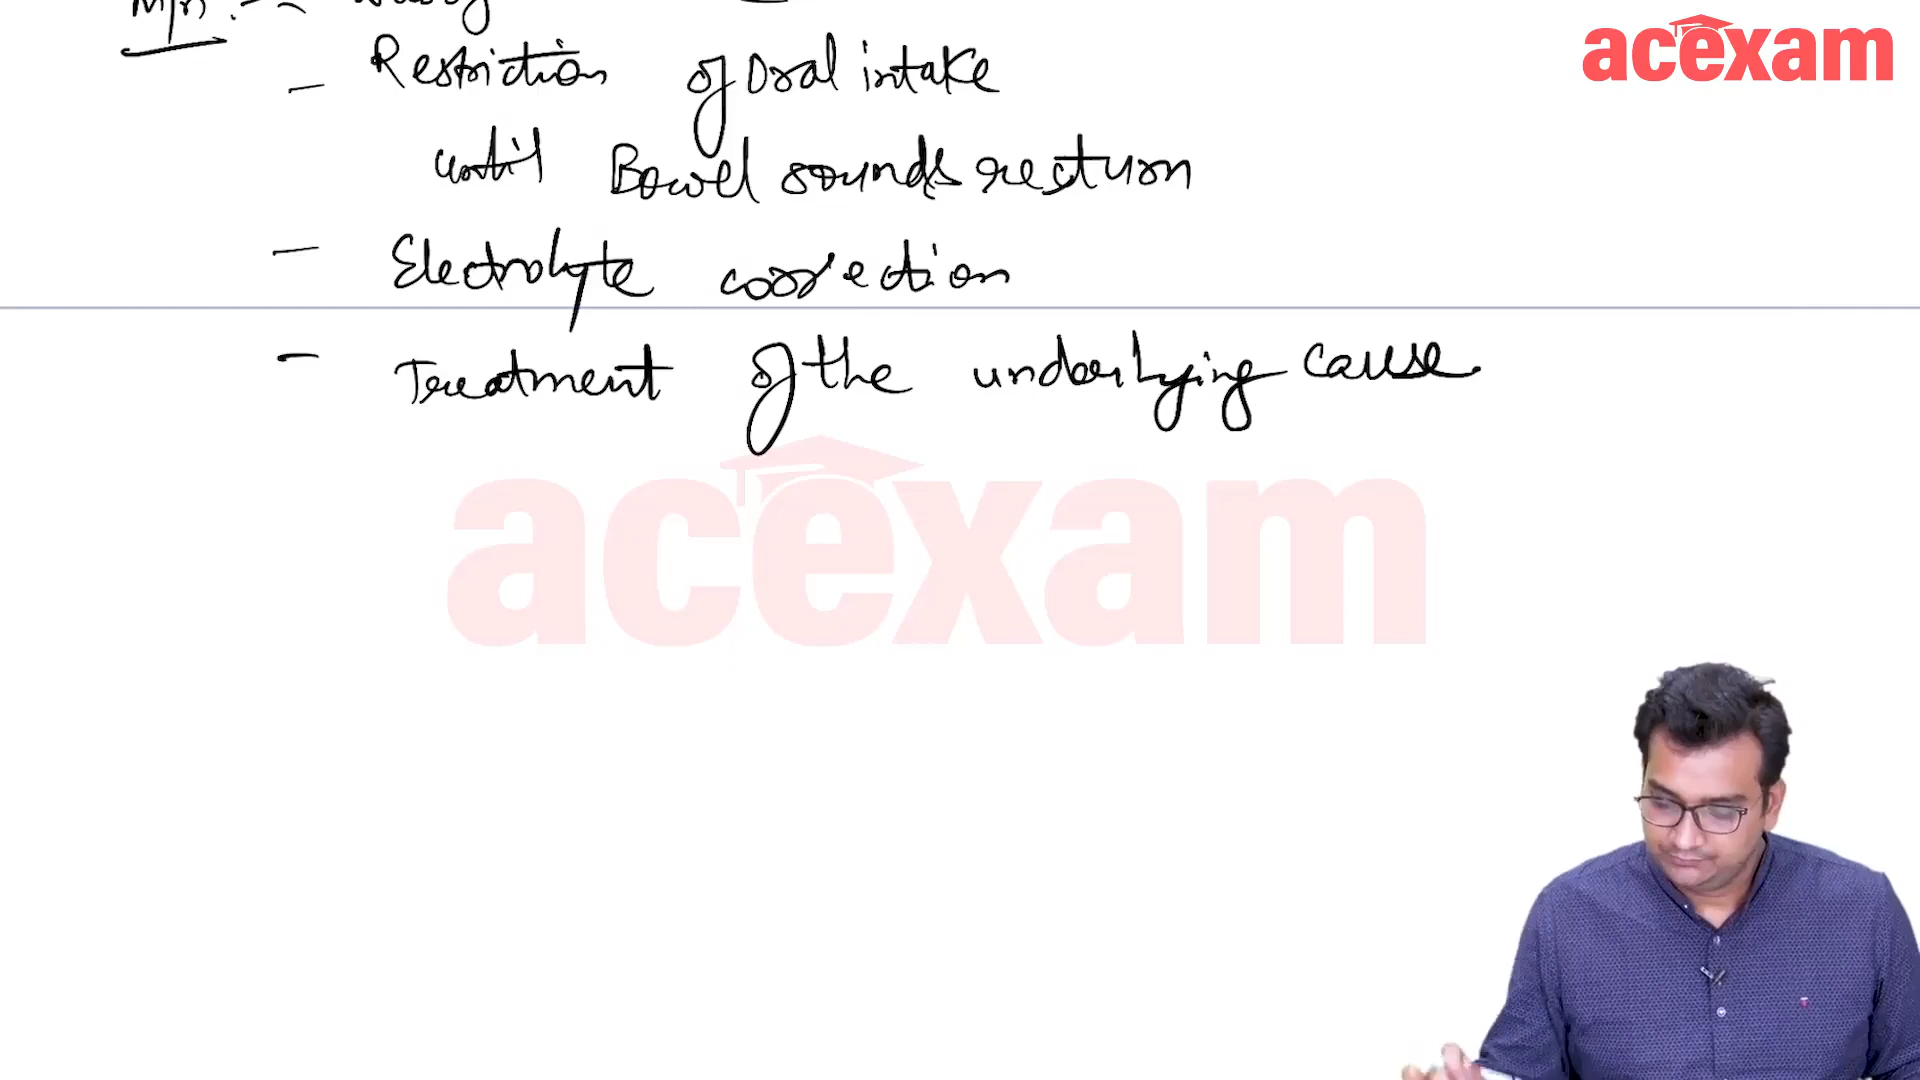 acexam
- Restriction of oral intake
until Bowel sounds return
- Electrolyte correction
- Treatment of the underlying cause.
acexam